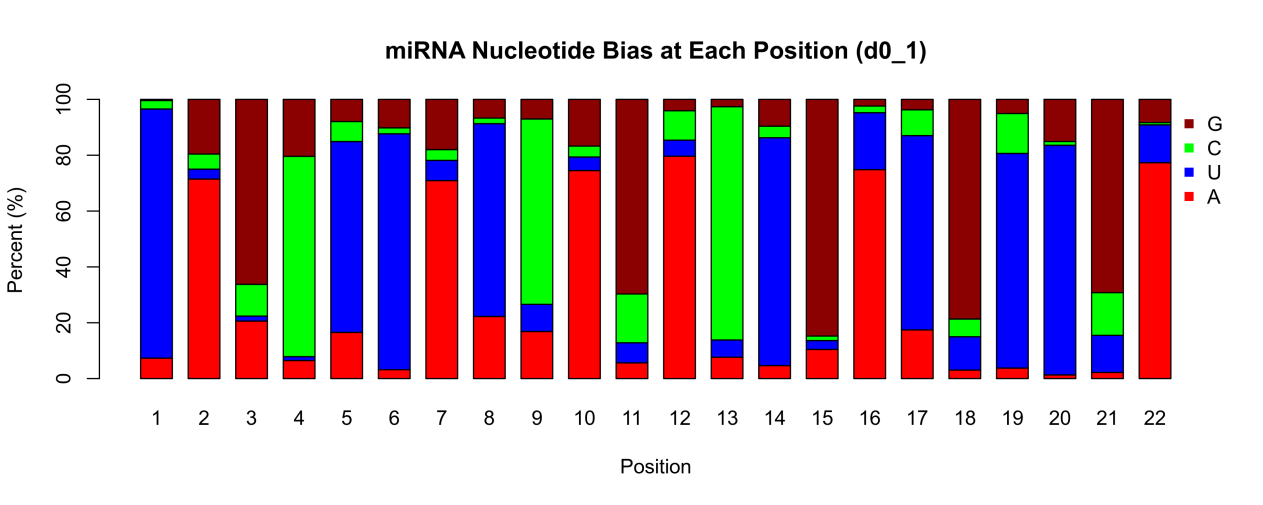 miRNA Nucleotide Bias at Each Position (d0_1)
Percent (%)
100
80
60
40
20
0
G
C
U
A
1 2 3 4 5 6 7 8 9 10 11 12 13 14 15 16 17 18 19 20 21 22
Position